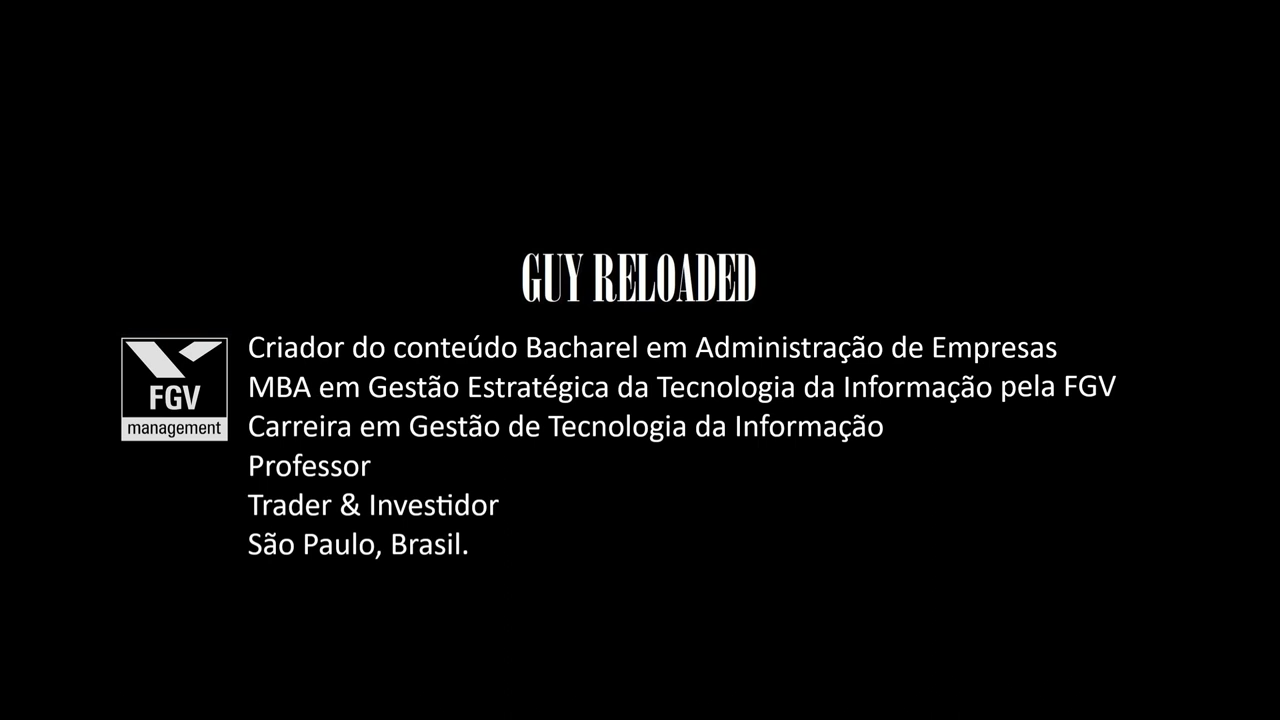 GUY RELOADED
Criador do conteúdo Bacharel em Administração de Empresas
MBA em Gestão Estratégica da Tecnologia da Informação pela FGV
Carreira em Gestão de Tecnologia da Informação
Professor
Trader & Investidor
São Paulo, Brasil.
FGV
management